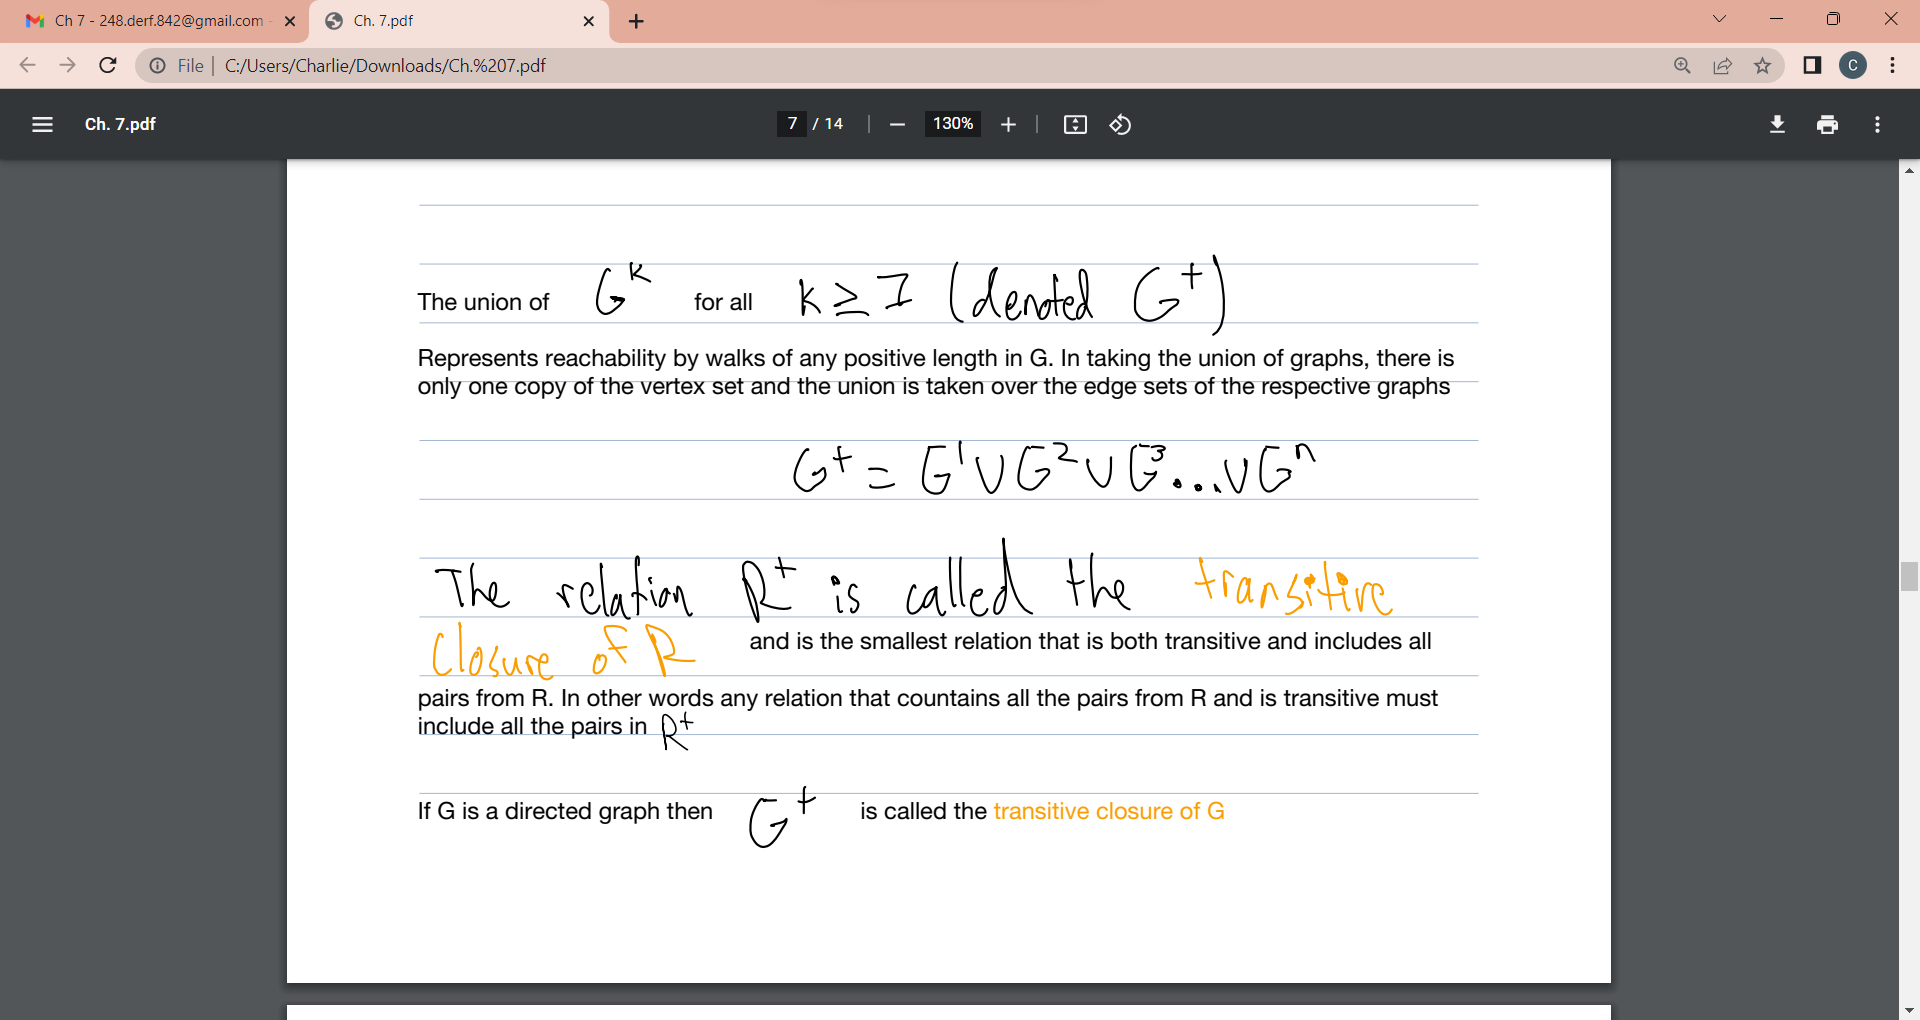 Ch 7 - 248.derf.842@gmail.com -
Ch. 7.pdf
File | C:/Users/Charlie/Downloads/Ch.%207.pdf
C
Ch. 7.pdf
7 / 14 | — 130% + |
The union of G^k for all k ≥ 1 (denoted G^+)
Represents reachability by walks of any positive length in G. In taking the union of graphs, there is
only one copy of the vertex set and the union is taken over the edge sets of the respective graphs
G^+ = G^1 ∪ G^2 ∪ G^3 ... ∪ G^n
The relation R^+ is called the transitive
closure of R and is the smallest relation that is both transitive and includes all
pairs from R. In other words any relation that countains all the pairs from R and is transitive must
include all the pairs in R^+
If G is a directed graph then G^+ is called the transitive closure of G